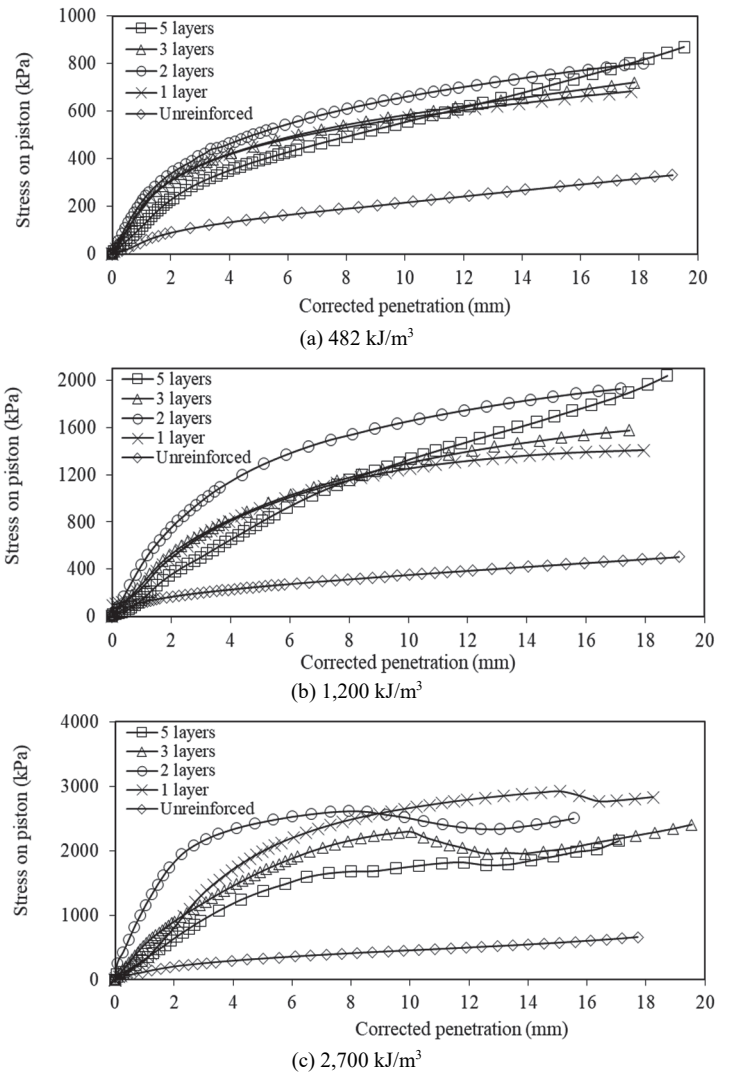 1000
800
600
400
200
0
Stress on piston (kPa)
5 layers
3 layers
2 layers
1 layer
Unreinforced
0 2 4 6 8 10 12 14 16 18 20
Corrected penetration (mm)
(a) 482 kJ/m³
2000
1600
1200
800
400
0
Stress on piston (kPa)
5 layers
3 layers
2 layers
1 layer
Unreinforced
0 2 4 6 8 10 12 14 16 18 20
Corrected penetration (mm)
(b) 1,200 kJ/m³
4000
3000
2000
1000
0
Stress on piston (kPa)
5 layers
3 layers
2 layers
1 layer
Unreinforced
0 2 4 6 8 10 12 14 16 18 20
Corrected penetration (mm)
(c) 2,700 kJ/m³